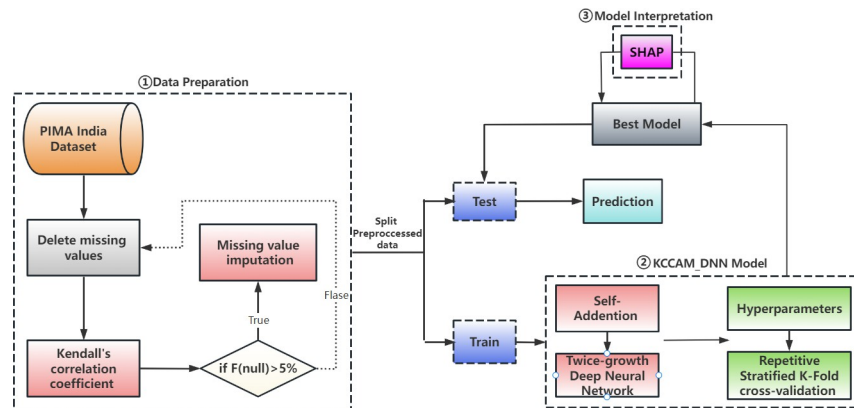 ③Model Interpretation
SHAP
①Data Preparation
PIMA India
Dataset
Best Model
Delete missing
values
Missing value
imputation
Split
Preproccessed
data
Test
Prediction
Flase
True
② KCCAM_DNN Model
Self-
Addention
Hyperparameters
Kendall's
correlation
coefficient
if F(null)>5%
Train
Twice-growth
Deep Neural
Network
Repetitive
Stratified K-Fold
cross-validation